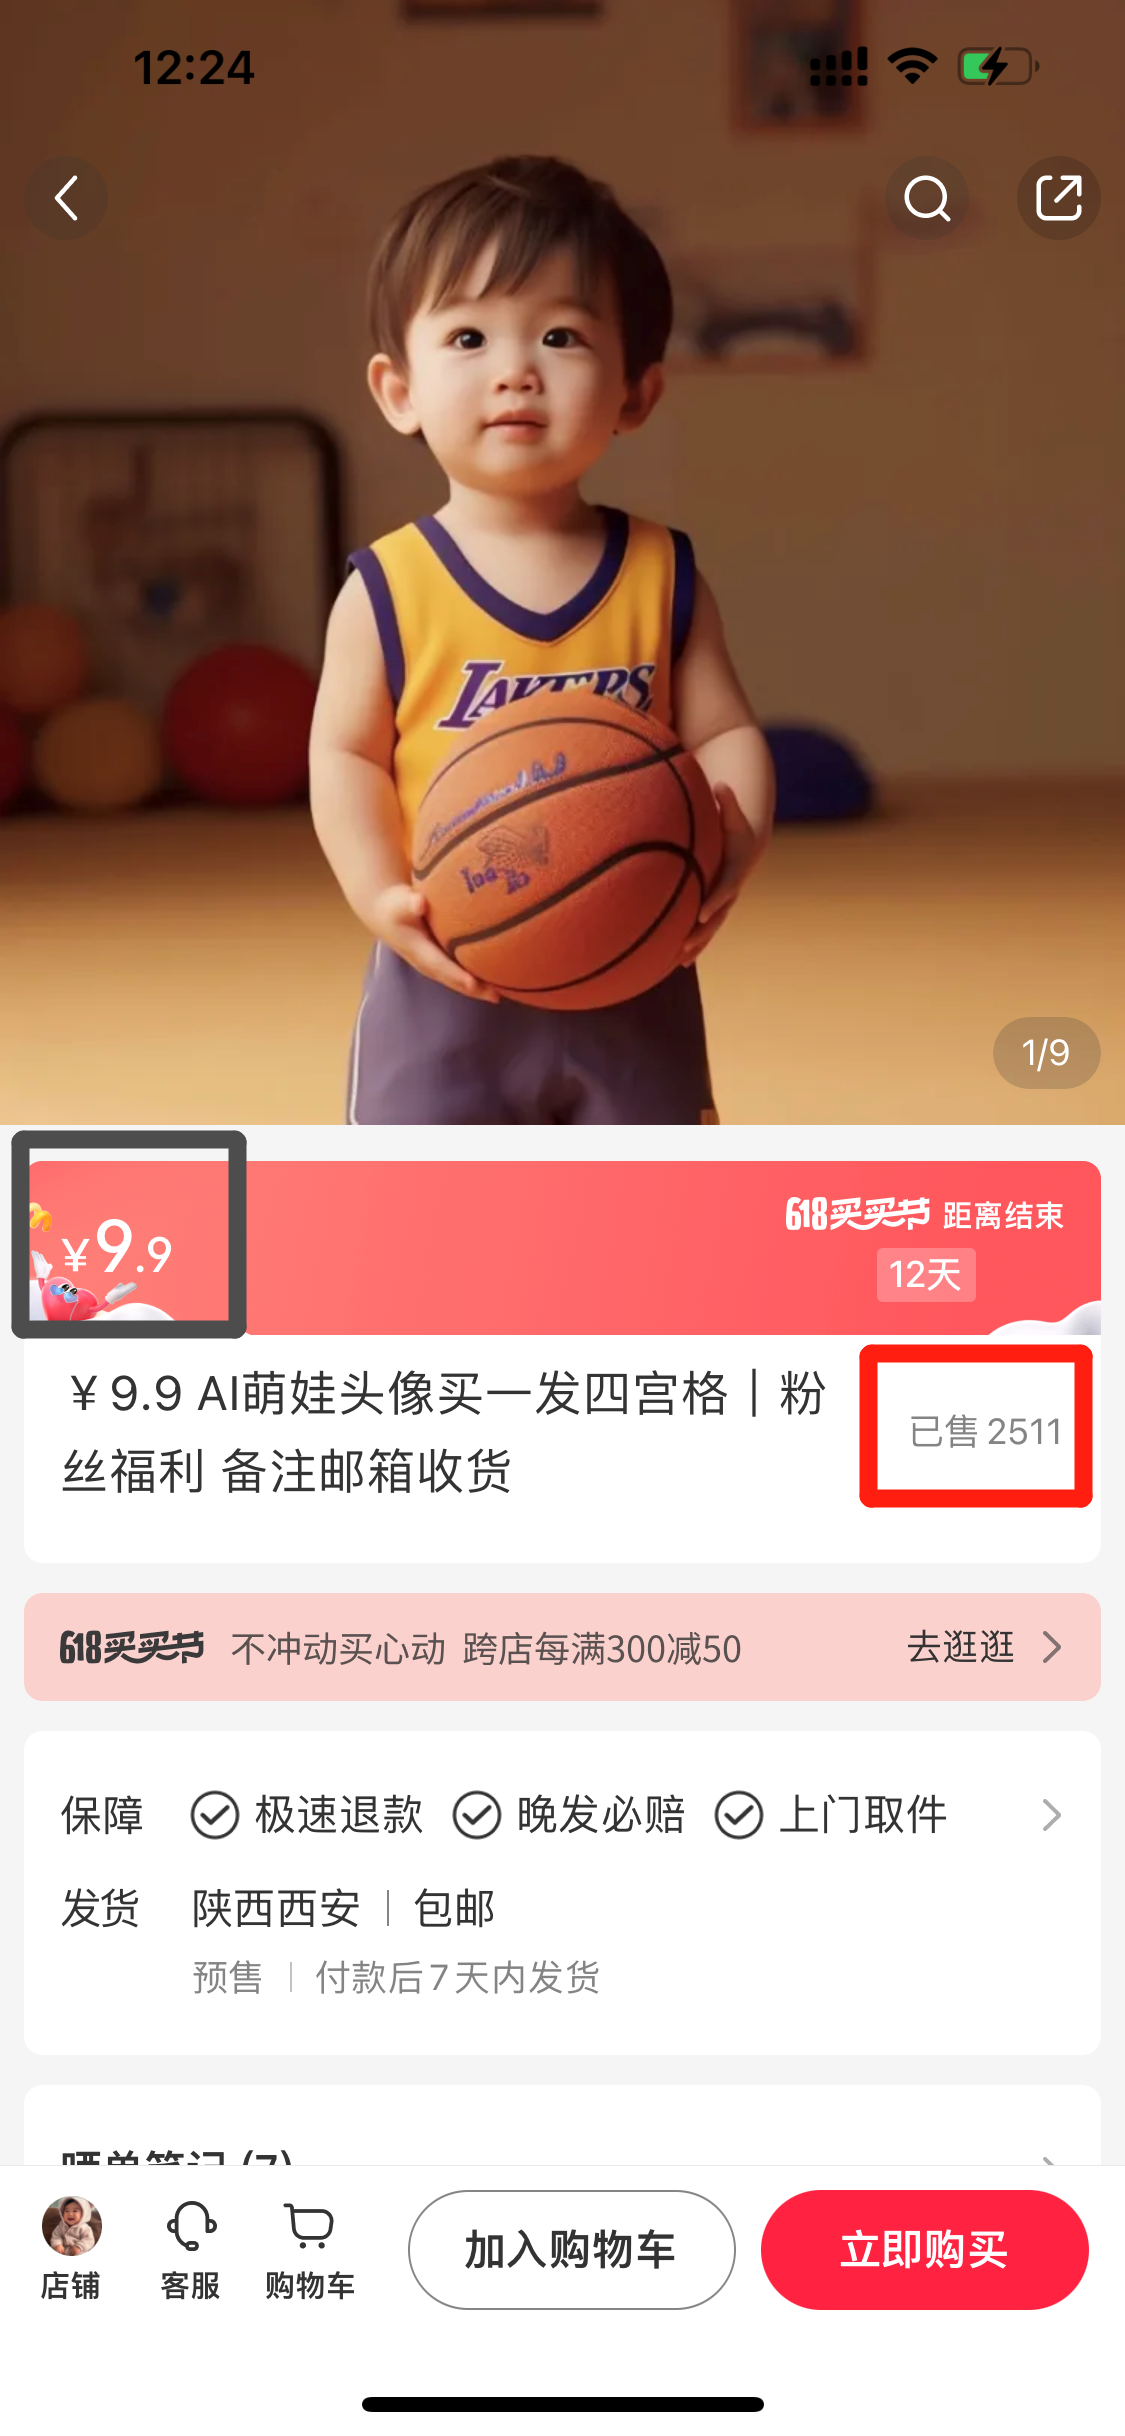 12:24
LAKERS
1/9
¥9.9
618买买节 距离结束
12天
¥9.9 AI萌娃头像买一发四宫格｜粉
丝福利 备注邮箱收货
已售 2511
618买买节 不冲动买心动 跨店每满300减50 去逛逛
保障 极速退款 晚发必赔 上门取件
发货 陕西西安 | 包邮
预售 | 付款后7天内发货
晒单笔记 (7)
店铺 客服 购物车 加入购物车 立即购买